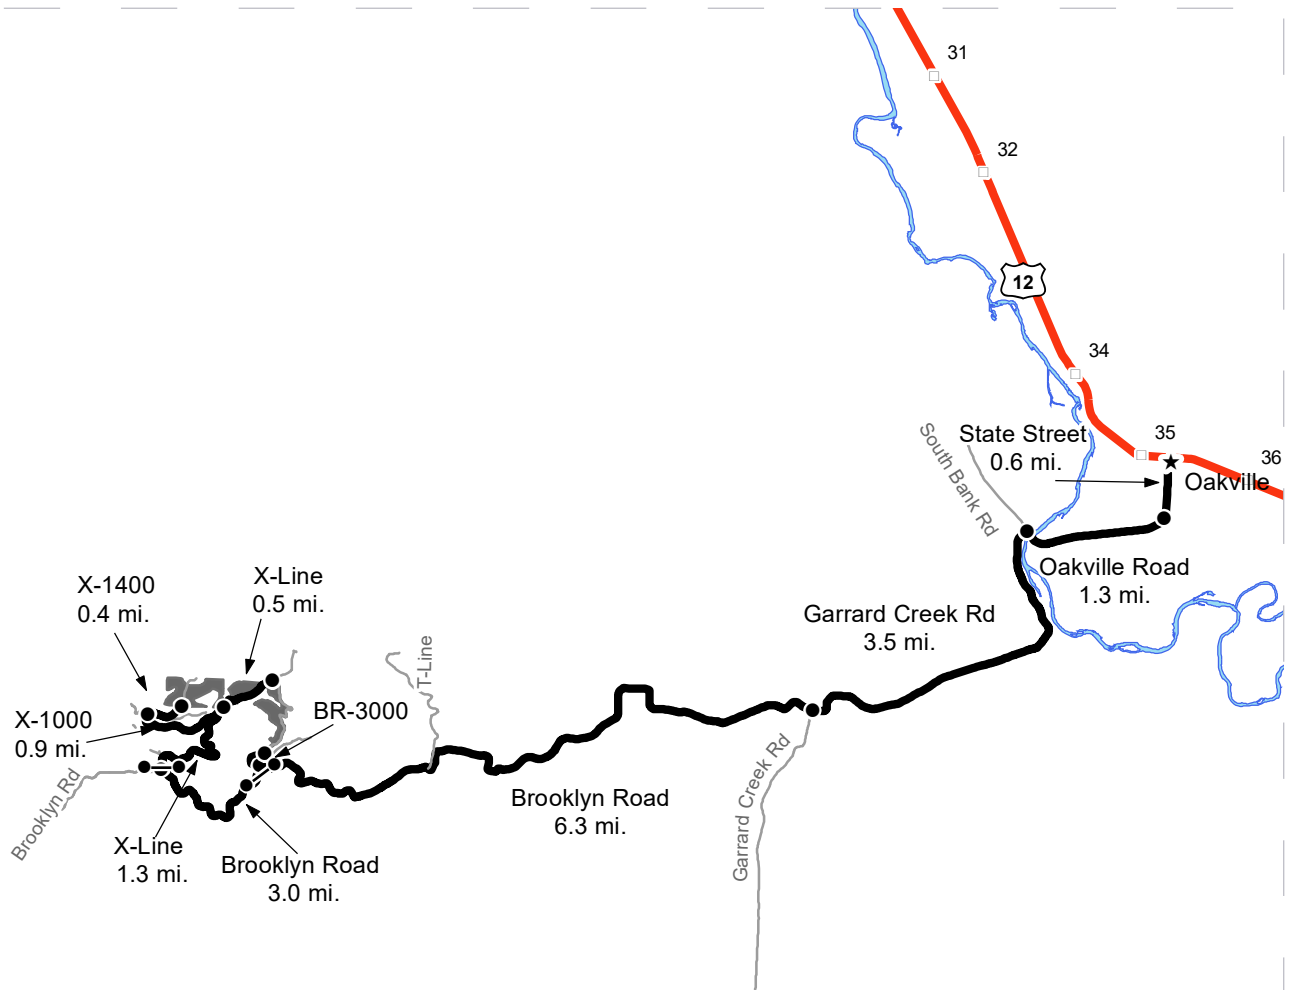 31
32
12
34
35
36
State Street
0.6 mi.
Oakville
South Bank Rd
Oakville Road
1.3 mi.
Garrard Creek Rd
3.5 mi.
X-1400
0.4 mi.
X-Line
0.5 mi.
T-Line
X-1000
0.9 mi.
BR-3000
Brooklyn Rd
Garrard Creek Rd
Brooklyn Road
6.3 mi.
X-Line
1.3 mi.
Brooklyn Road
3.0 mi.